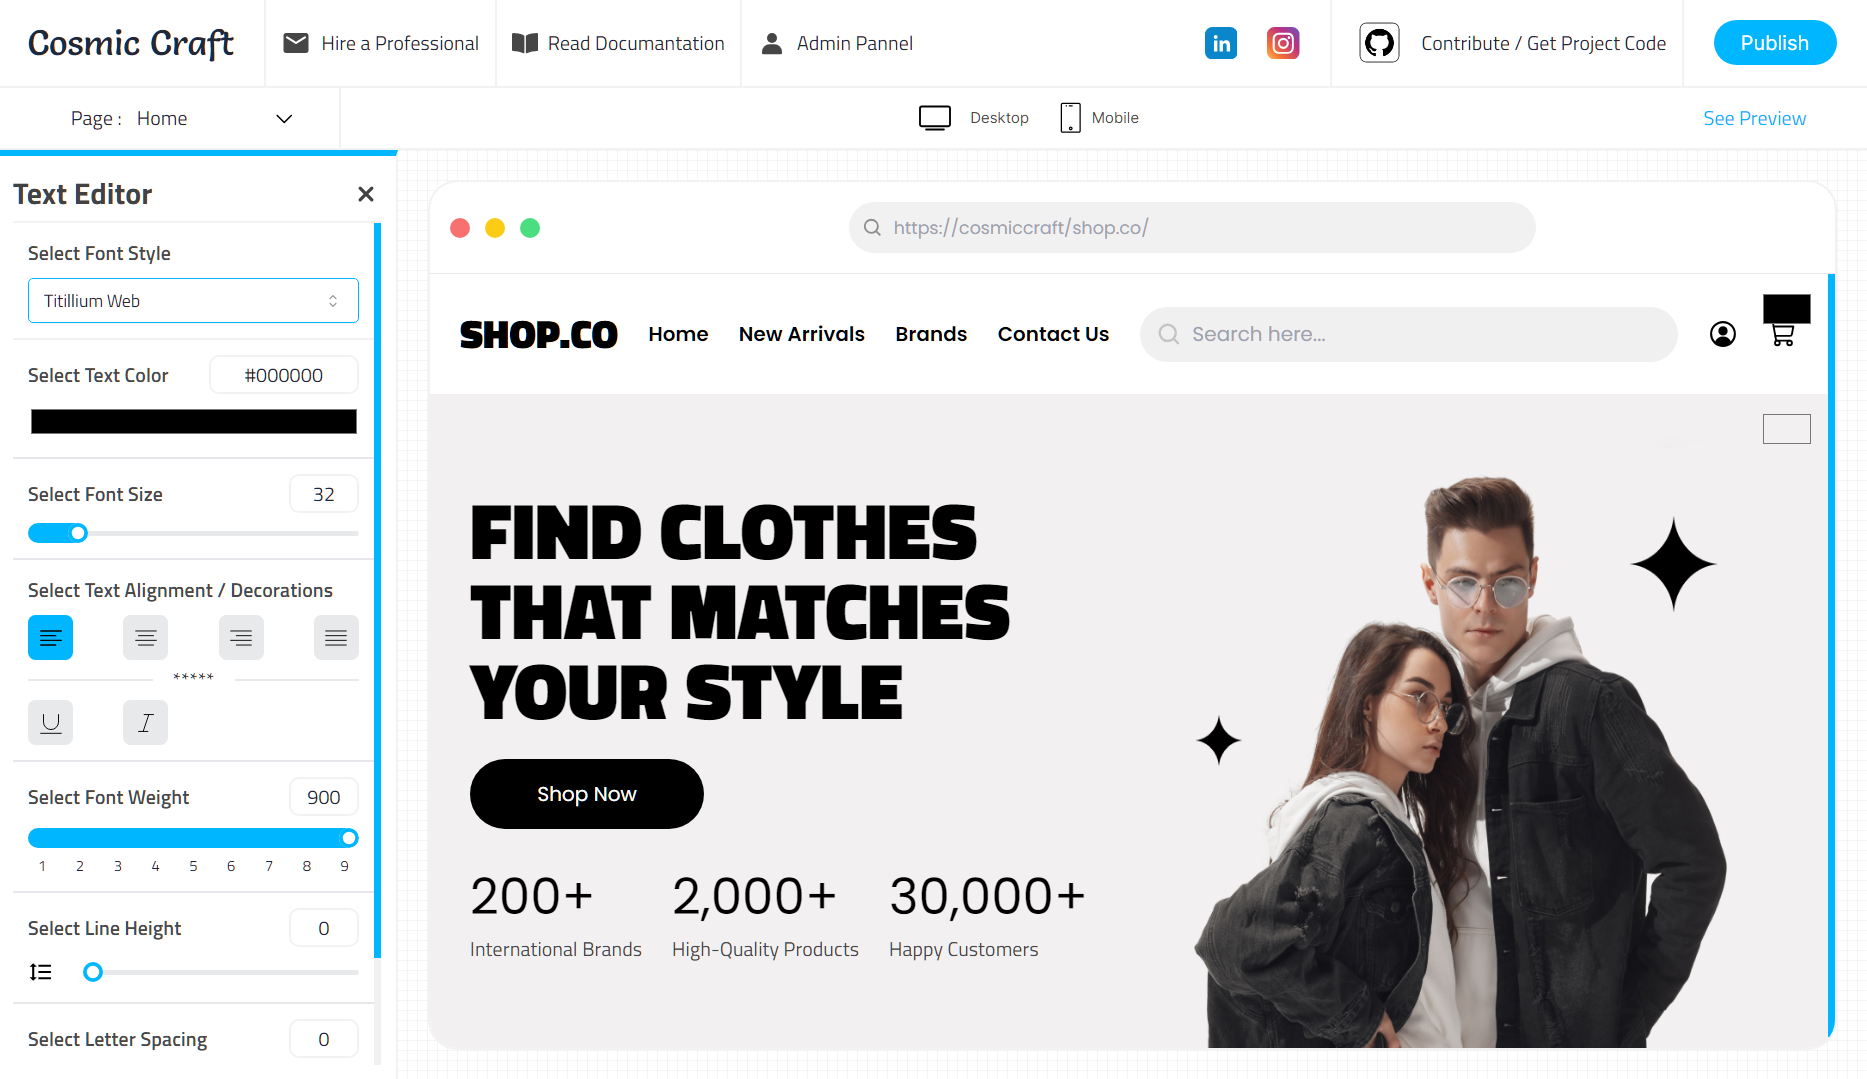 Cosmic Craft
Hire a Professional
Read Documantation
Admin Pannel
in
Contribute / Get Project Code
Publish
Page : Home
Desktop
Mobile
See Preview
Text Editor
Select Font Style
Titillium Web
Select Text Color
#000000
Select Font Size
32
Select Text Alignment / Decorations
*****
U
I
Select Font Weight
900
1 2 3 4 5 6 7 8 9
Select Line Height
0
Select Letter Spacing
0
https://cosmiccraft/shop.co/
SHOP.CO
Home
New Arrivals
Brands
Contact Us
Search here...
FIND CLOTHES
THAT MATCHES
YOUR STYLE
Shop Now
200+
International Brands
2,000+
High-Quality Products
30,000+
Happy Customers